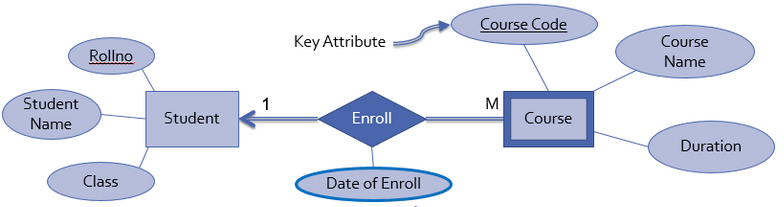 Course Code
Key Attribute
Rollno
Course
Name
Student
Name
1
M
Student
Enroll
Course
Duration
Class
Date of Enroll